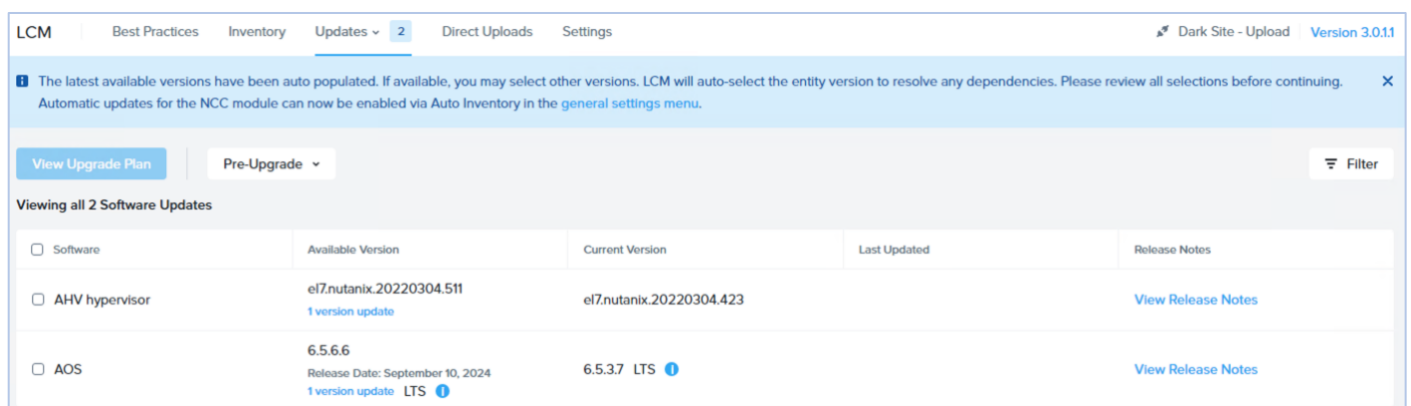 LCM Best Practices Inventory Updates 2 Direct Uploads Settings Dark Site - Upload Version 3.0.1.1
The latest available versions have been auto populated. If available, you may select other versions. LCM will auto-select the entity version to resolve any dependencies. Please review all selections before continuing.
Automatic updates for the NCC module can now be enabled via Auto Inventory in the general settings menu.
View Upgrade Plan Pre-Upgrade Filter
Viewing all 2 Software Updates
Software Available Version Current Version Last Updated Release Notes
AHV hypervisor el7.nutanix.20220304.511 el7.nutanix.20220304.423 View Release Notes
1 version update
6.5.6.6
AOS Release Date: September 10, 2024 6.5.3.7 LTS View Release Notes
1 version update LTS